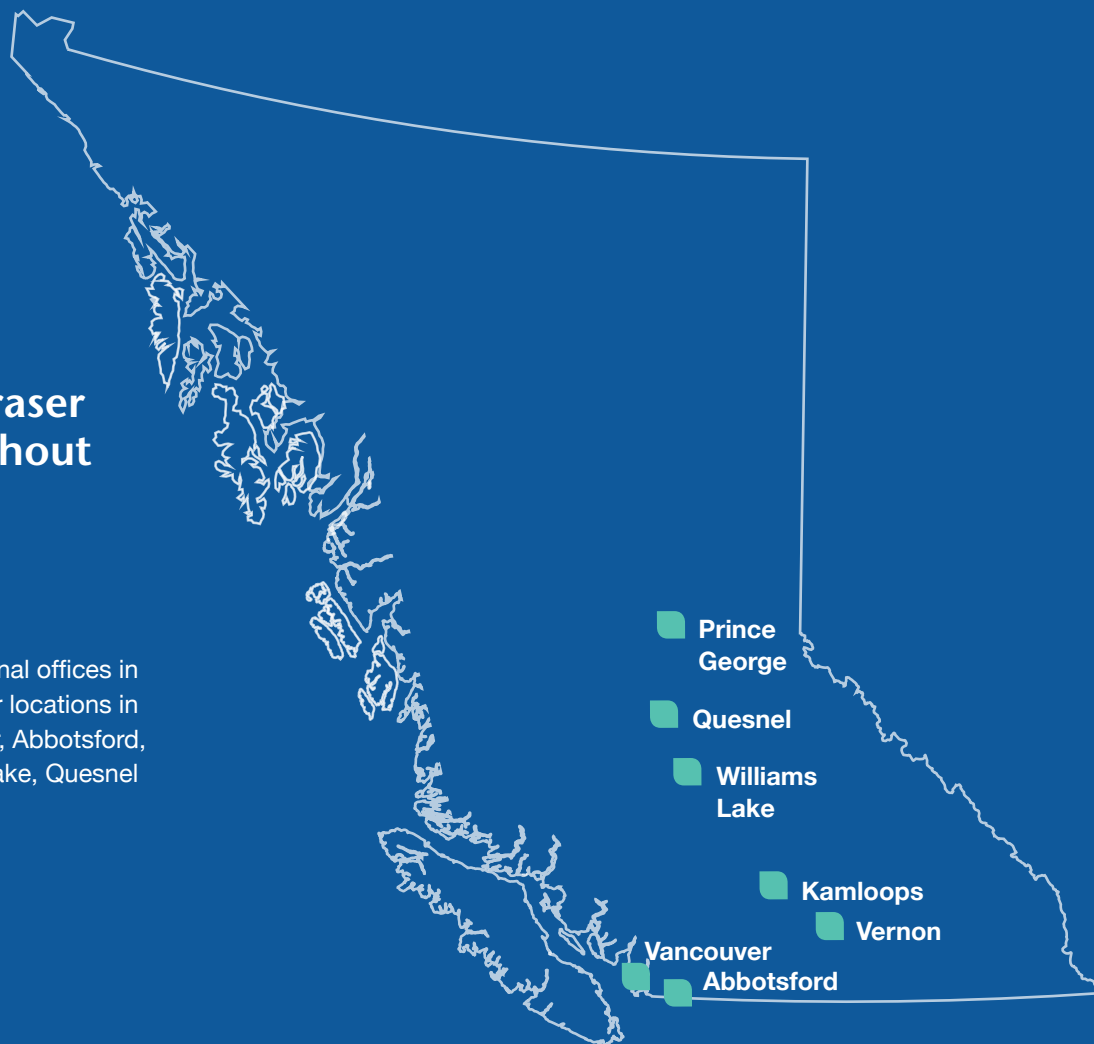 raser
hout
nal offices in
r locations in
, Abbotsford,
ake, Quesnel
Prince
George
Quesnel
Williams
Lake
Kamloops
Vernon
Vancouver
Abbotsford